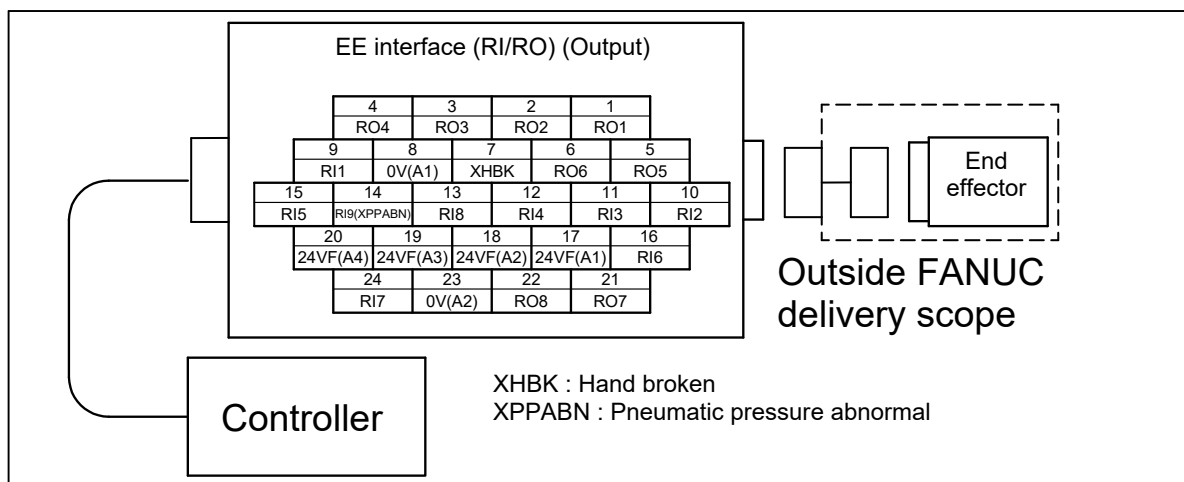 EE interface (RI/RO) (Output)
4 3 2 1
RO4 RO3 RO2 RO1
9 8 7 6 5
RI1 0V(A1) XHBK RO6 RO5
15 14 13 12 11 10
RI5 RI9(XPPABN) RI8 RI4 RI3 RI2
20 19 18 17 16
24VF(A4) 24VF(A3) 24VF(A2) 24VF(A1) RI6
24 23 22 21
RI7 0V(A2) RO8 RO7
End
effector
Outside FANUC
delivery scope
Controller
XHBK : Hand broken
XPPABN : Pneumatic pressure abnormal